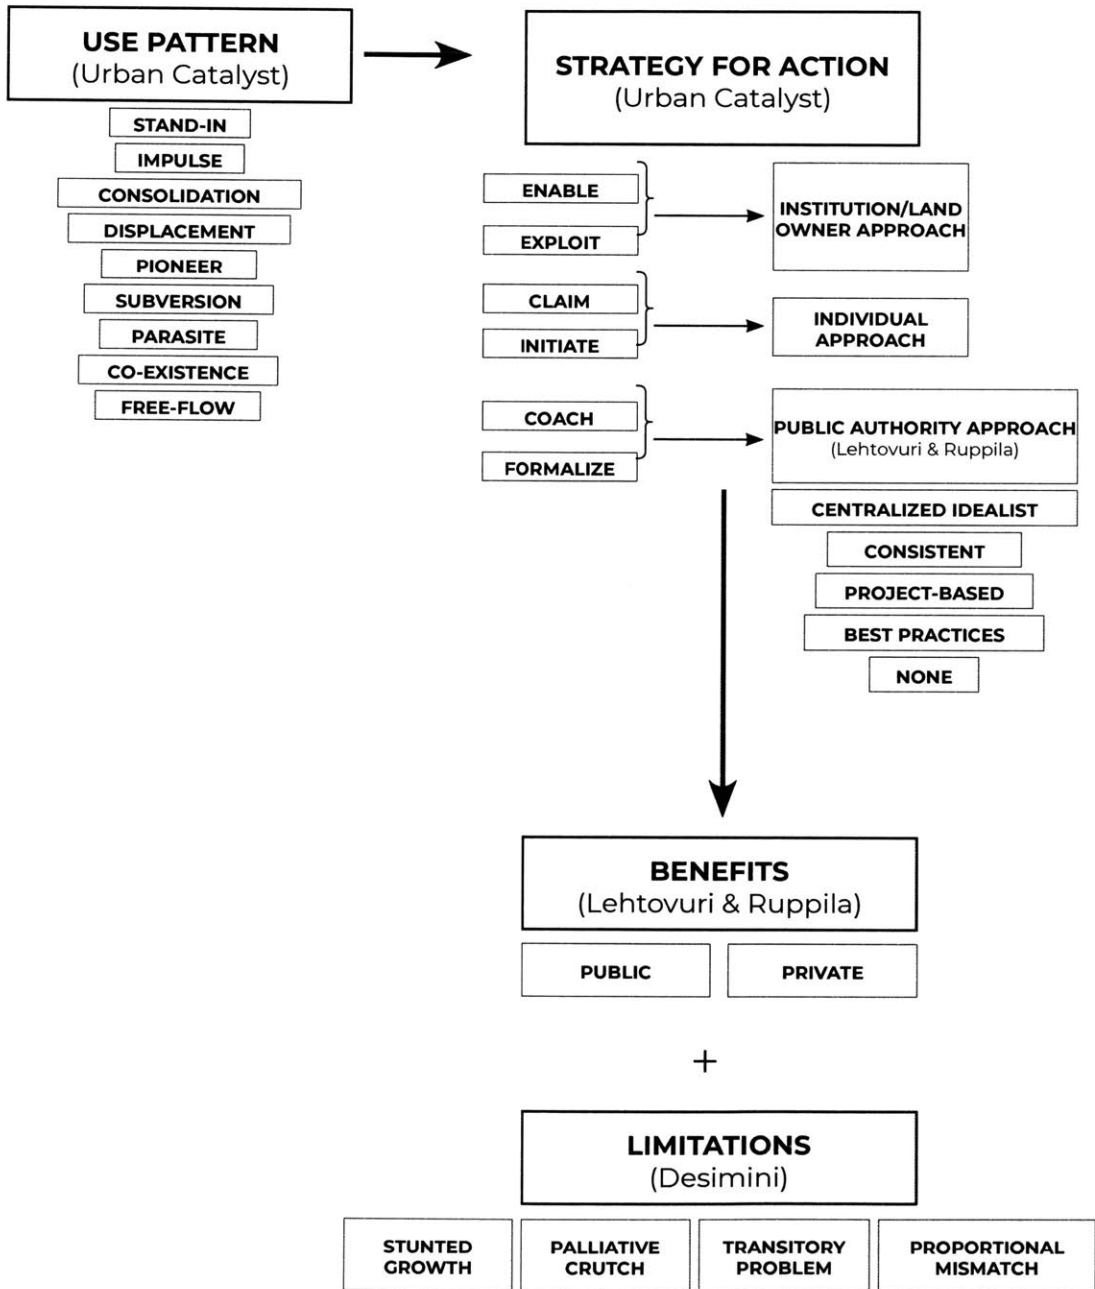 USE PATTERN
(Urban Catalyst)
STAND-IN
IMPULSE
CONSOLIDATION
DISPLACEMENT
PIONEER
SUBVERSION
PARASITE
CO-EXISTENCE
FREE-FLOW
STRATEGY FOR ACTION
(Urban Catalyst)
ENABLE
EXPLOIT
INSTITUTION/LAND
OWNER APPROACH
CLAIM
INITIATE
INDIVIDUAL
APPROACH
COACH
FORMALIZE
PUBLIC AUTHORITY APPROACH
(Lehtovuri & Ruppila)
CENTRALIZED IDEALIST
CONSISTENT
PROJECT-BASED
BEST PRACTICES
NONE
BENEFITS
(Lehtovuri & Ruppila)
PUBLIC
PRIVATE
+
LIMITATIONS
(Desimini)
STUNTED
GROWTH
PALLIATIVE
CRUTCH
TRANSITORY
PROBLEM
PROPORTIONAL
MISMATCH